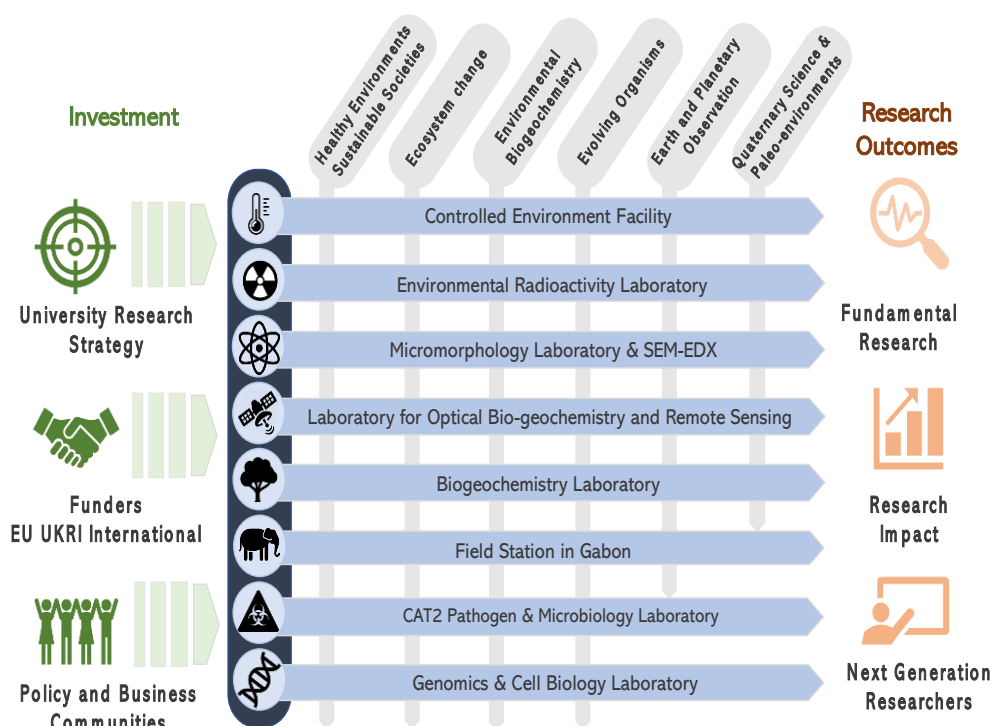 Healthy Environments
Sustainable Societies
Ecosystem change
Environmental
Biogeochemistry
Evolving Organisms
Earth and Planetary
Observation
Quaternary Science &
Paleo-environments
Investment
Research
Outcomes
University Research
Strategy
Funders
EU UKRI International
Policy and Business
Communities
Controlled Environment Facility
Environmental Radioactivity Laboratory
Micromorphology Laboratory & SEM-EDX
Laboratory for Optical Bio-geochemistry and Remote Sensing
Biogeochemistry Laboratory
Field Station in Gabon
CAT2 Pathogen & Microbiology Laboratory
Genomics & Cell Biology Laboratory
Fundamental
Research
Research
Impact
Next Generation
Researchers